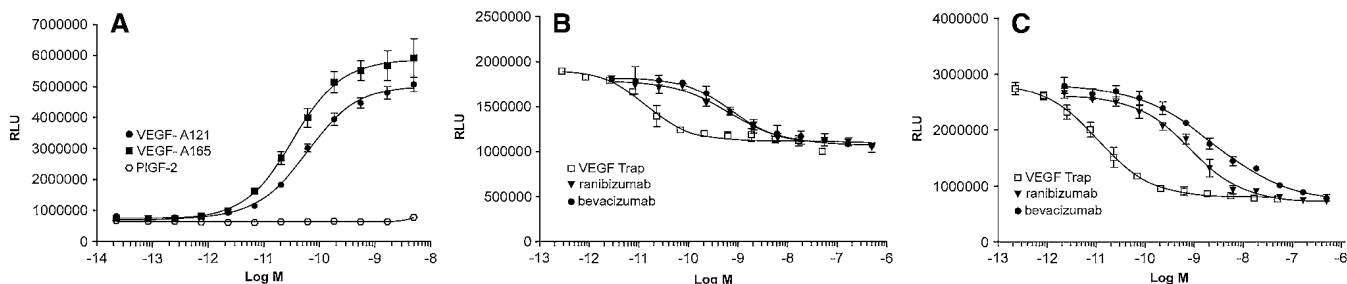 A
RLU
7000000
6000000
5000000
4000000
3000000
2000000
1000000
0
VEGF-A121
VEGF-A165
PlGF-2
-14 -13 -12 -11 -10 -9 -8
Log M
B
RLU
2500000
2000000
1500000
1000000
500000
0
VEGF Trap
ranibizumab
bevacizumab
-13 -12 -11 -10 -9 -8 -7 -6
Log M
C
RLU
4000000
3000000
2000000
1000000
0
VEGF Trap
ranibizumab
bevacizumab
-13 -12 -11 -10 -9 -8 -7 -6
Log M